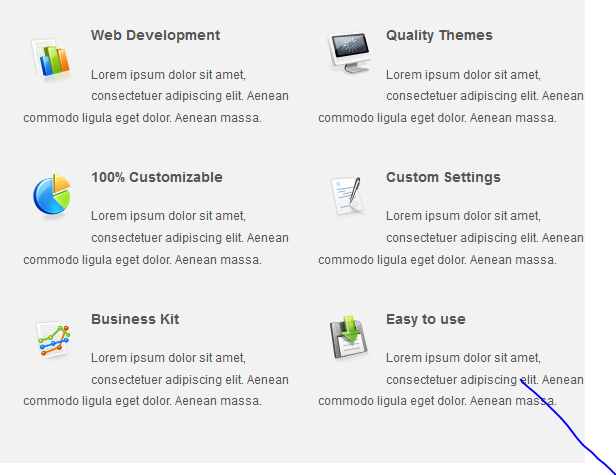 Web Development
Lorem ipsum dolor sit amet,
consectetuer adipiscing elit. Aenean
commodo ligula eget dolor. Aenean massa.
Quality Themes
Lorem ipsum dolor sit amet,
consectetuer adipiscing elit. Aenean
commodo ligula eget dolor. Aenean massa.
100% Customizable
Lorem ipsum dolor sit amet,
consectetuer adipiscing elit. Aenean
commodo ligula eget dolor. Aenean massa.
Custom Settings
Lorem ipsum dolor sit amet,
consectetuer adipiscing elit. Aenean
commodo ligula eget dolor. Aenean massa.
Business Kit
Lorem ipsum dolor sit amet,
consectetuer adipiscing elit. Aenean
commodo ligula eget dolor. Aenean massa.
Easy to use
Lorem ipsum dolor sit amet,
consectetuer adipiscing elit. Aenean
commodo ligula eget dolor. Aenean massa.